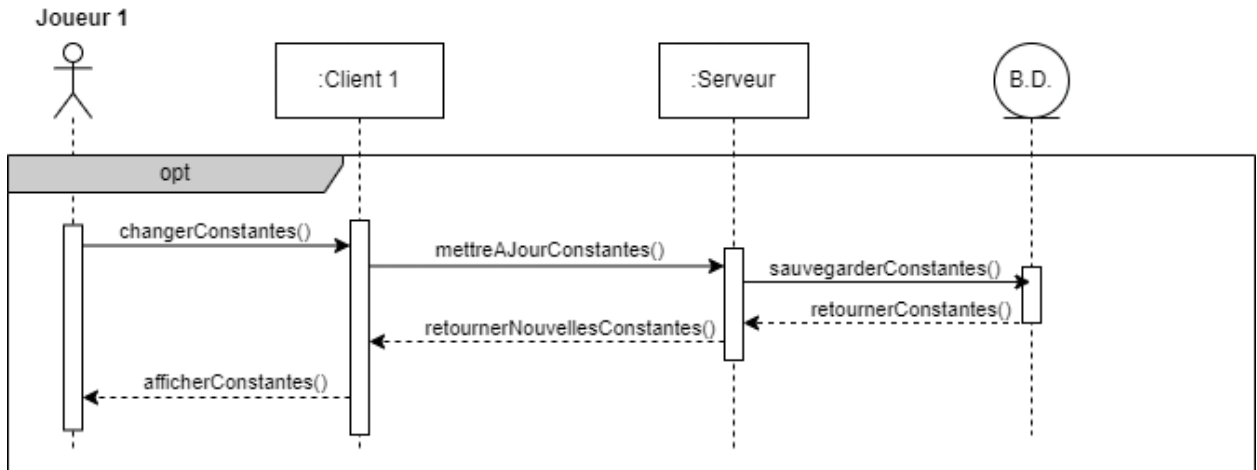 Joueur 1
:Client 1
:Serveur
B.D.
opt
changerConstantes()
mettreAJourConstantes()
sauvegarderConstantes()
retournerConstantes()
retournerNouvellesConstantes()
afficherConstantes()